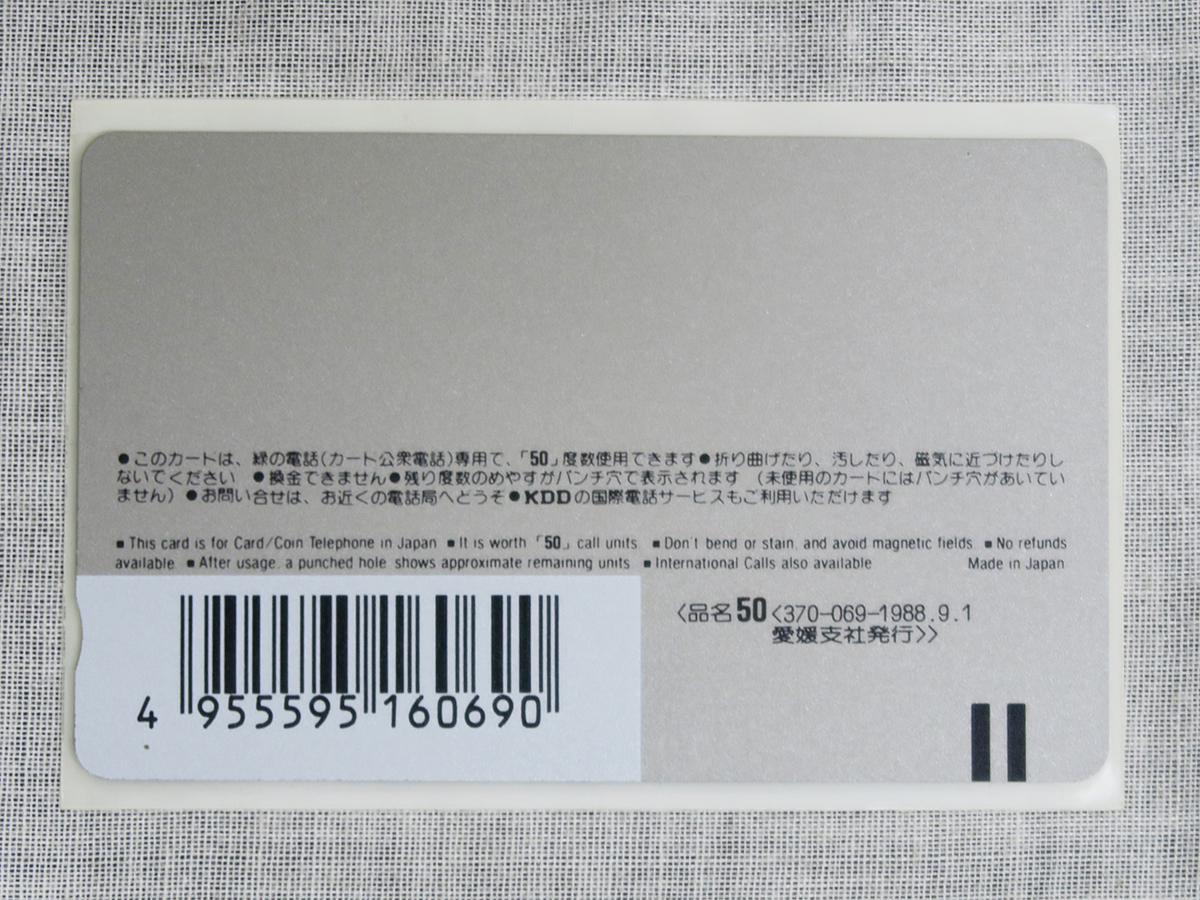 ●このカードは、緑の電話(カード公衆電話)専用で、「50」度数使用できます●折り曲げたり、汚したり、磁気に近づけたりし
ないでください ●換金できません●残り度数のめやすがパンチ穴で表示されます (未使用のカードにはパンチ穴があいてい
ません) ●お問い合せは、お近くの電話局へどうぞ●KDDの国際電話サービスもご利用いただけます
■This card is for Card/Coin Telephone in Japan ■It is worth「50」call units ■Don't bend or stain, and avoid magnetic fields ■No refunds
available ■After usage, a punched hole shows approximate remaining units ■International Calls also available Made in Japan
〈品名50〈370-069-1988.9.1
愛媛支社発行〉〉
4 955595 160690